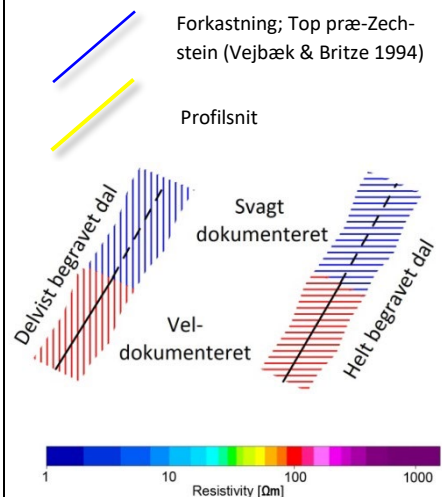 Forkastning; Top præ-Zech-
stein (Vejbæk & Britze 1994)
Profilsnit
Delvist begravet dal
Svagt
dokumenteret
Vel-
dokumenteret
Helt begravet dal
1 10 100 1000
Resistivity [Ωm]